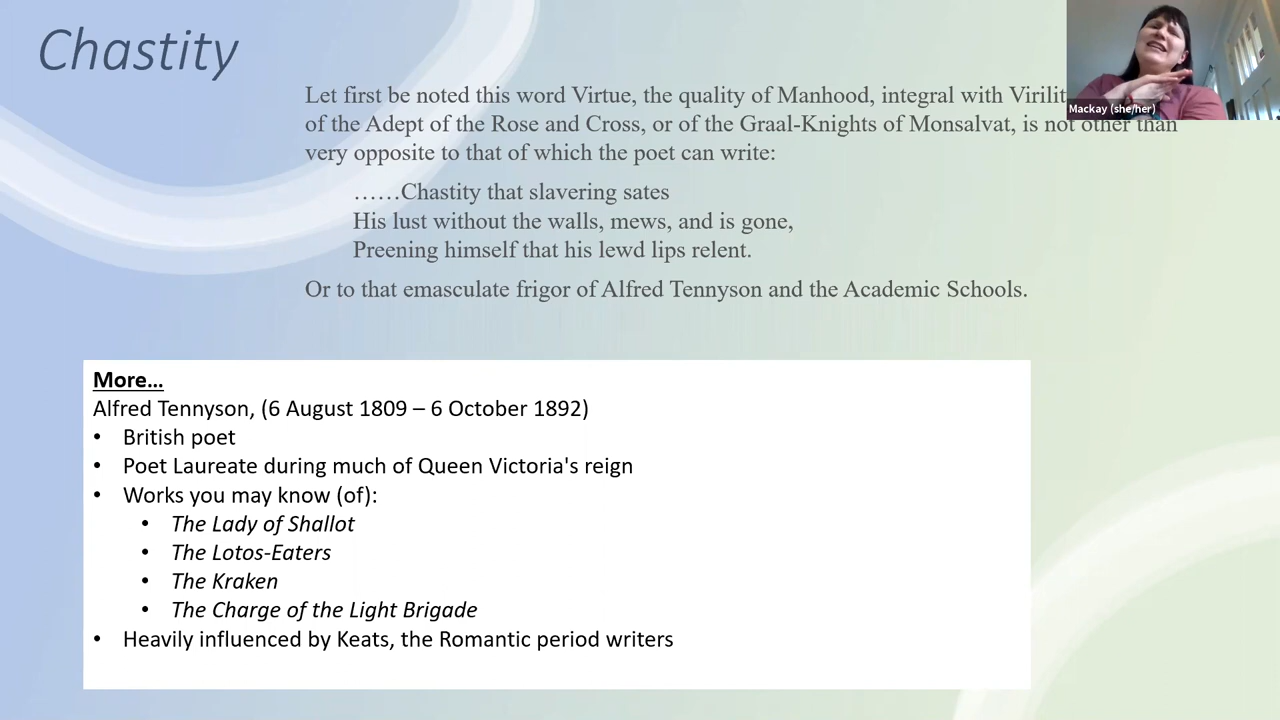 Chastity
Let first be noted this word Virtue, the quality of Manhood, integral with Virilit
Mackay (she/her)
of the Adept of the Rose and Cross, or of the Graal-Knights of Monsalvat, is not other than
very opposite to that of which the poet can write:
……Chastity that slavering sates
His lust without the walls, mews, and is gone,
Preening himself that his lewd lips relent.
Or to that emasculate frigor of Alfred Tennyson and the Academic Schools.
More…
Alfred Tennyson, (6 August 1809 – 6 October 1892)
• British poet
• Poet Laureate during much of Queen Victoria's reign
• Works you may know (of):
• The Lady of Shallot
• The Lotos-Eaters
• The Kraken
• The Charge of the Light Brigade
• Heavily influenced by Keats, the Romantic period writers